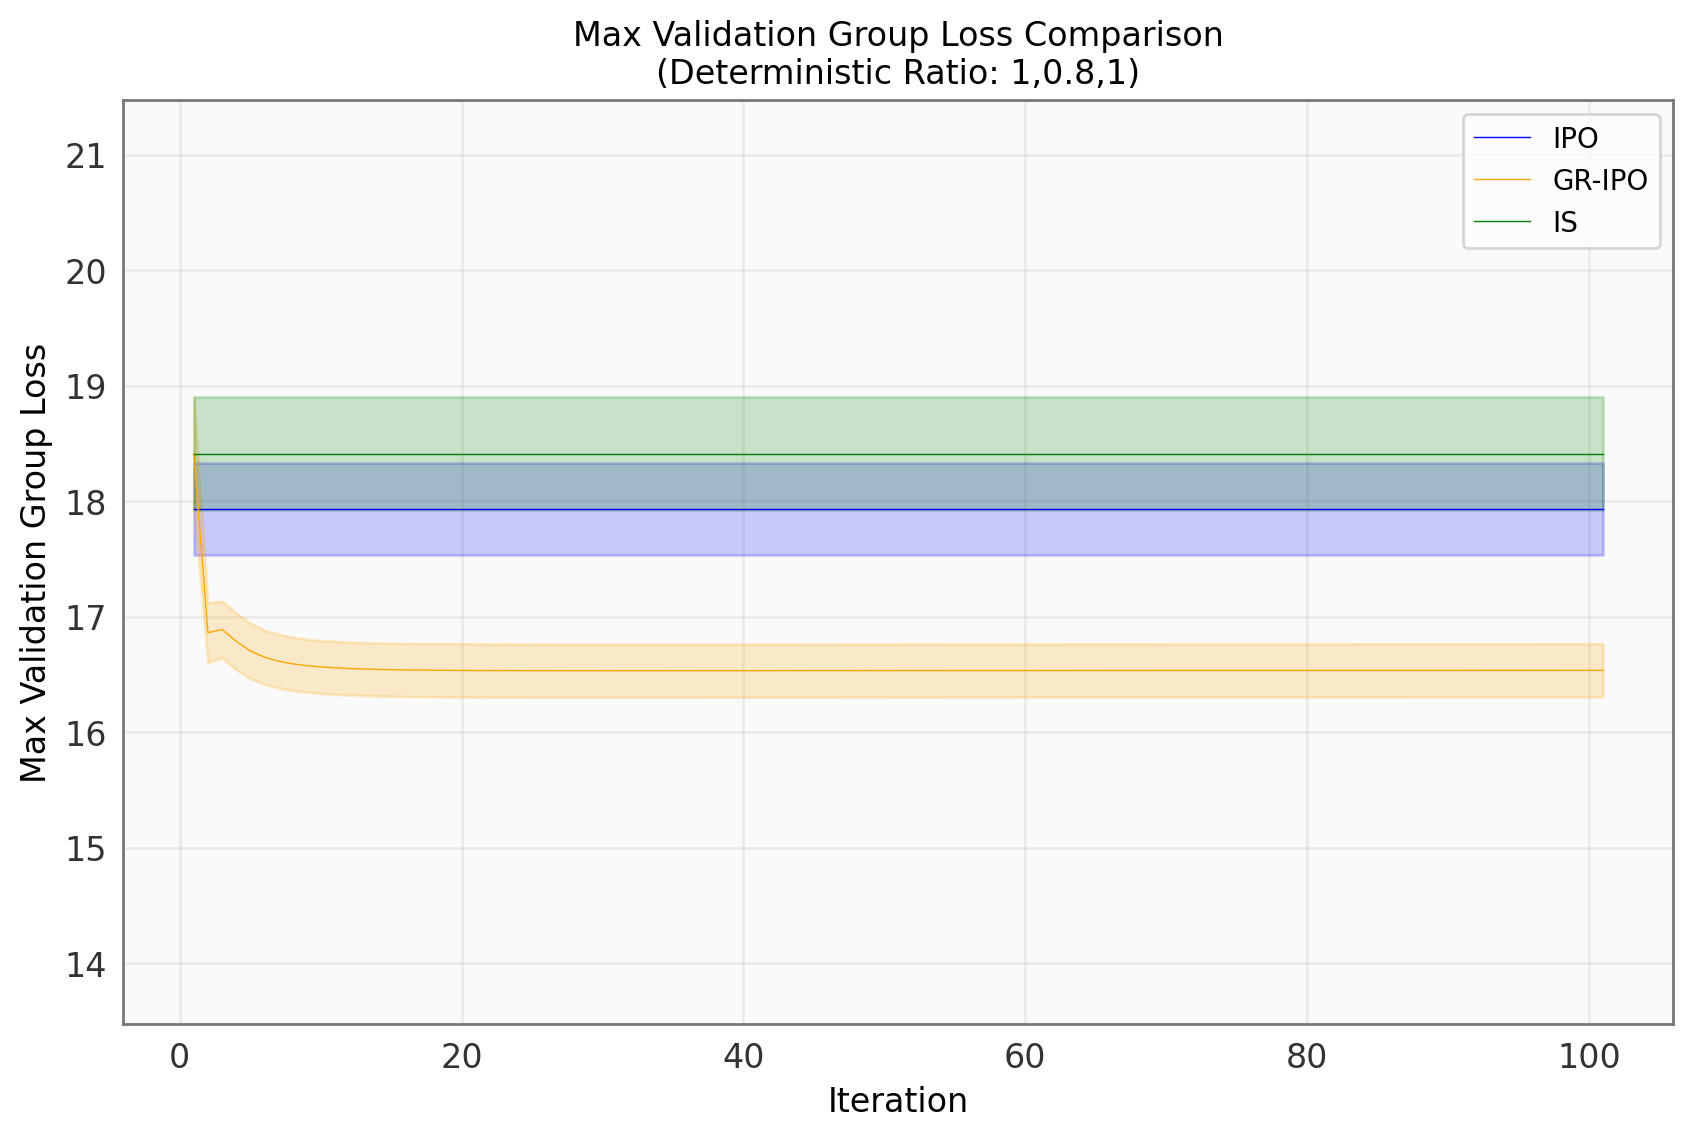 Max Validation Group Loss Comparison
(Deterministic Ratio: 1,0.8,1)
IPO
GR-IPO
IS
Max Validation Group Loss
21
20
19
18
17
16
15
14
0
20
40
60
80
100
Iteration